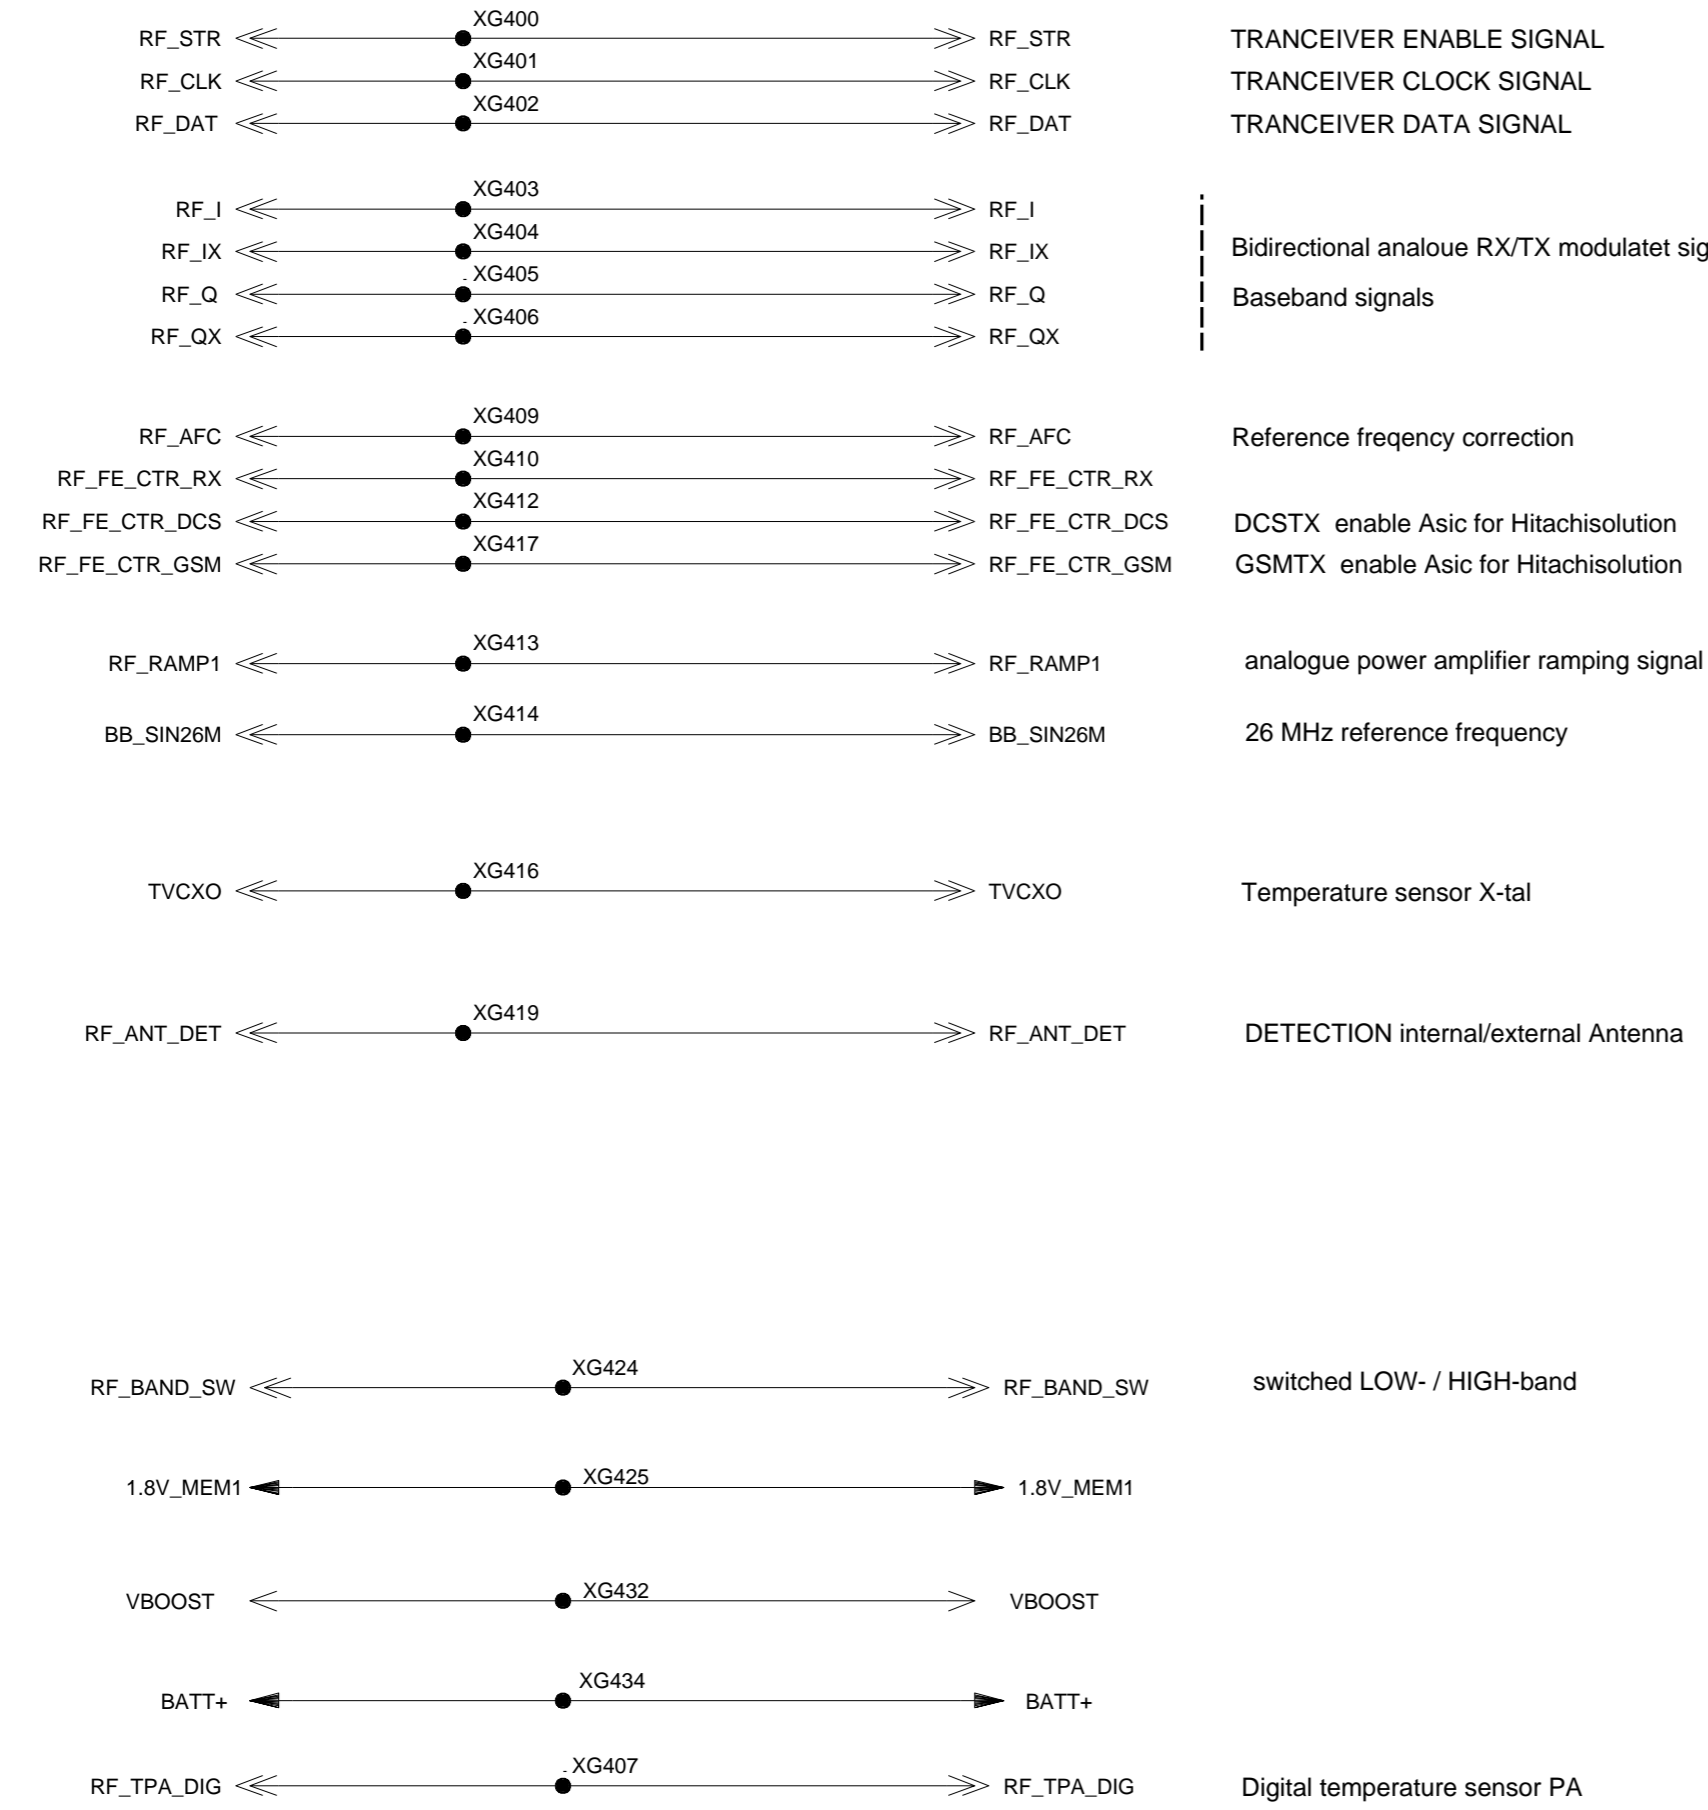 XG400
RF_STR RF_STR TRANCEIVER ENABLE SIGNAL
XG401
RF_CLK RF_CLK TRANCEIVER CLOCK SIGNAL
XG402
RF_DAT RF_DAT TRANCEIVER DATA SIGNAL
XG403
RF_I RF_I
XG404
RF_IX RF_IX Bidirectional analoue RX/TX modulatet sig
XG405
RF_Q RF_Q Baseband signals
XG406
RF_QX RF_QX
XG409
RF_AFC RF_AFC Reference freqency correction
XG410
RF_FE_CTR_RX RF_FE_CTR_RX
XG412
RF_FE_CTR_DCS RF_FE_CTR_DCS DCSTX enable Asic for Hitachisolution
XG417
RF_FE_CTR_GSM RF_FE_CTR_GSM GSMTX enable Asic for Hitachisolution
XG413
RF_RAMP1 RF_RAMP1 analogue power amplifier ramping signal
XG414
BB_SIN26M BB_SIN26M 26 MHz reference frequency
XG416
TVCXO TVCXO Temperature sensor X-tal
XG419
RF_ANT_DET RF_ANT_DET DETECTION internal/external Antenna
XG424
RF_BAND_SW RF_BAND_SW switched LOW- / HIGH-band
XG425
1.8V_MEM1 1.8V_MEM1
XG432
VBOOST VBOOST
XG434
BATT+ BATT+
XG407
RF_TPA_DIG RF_TPA_DIG Digital temperature sensor PA